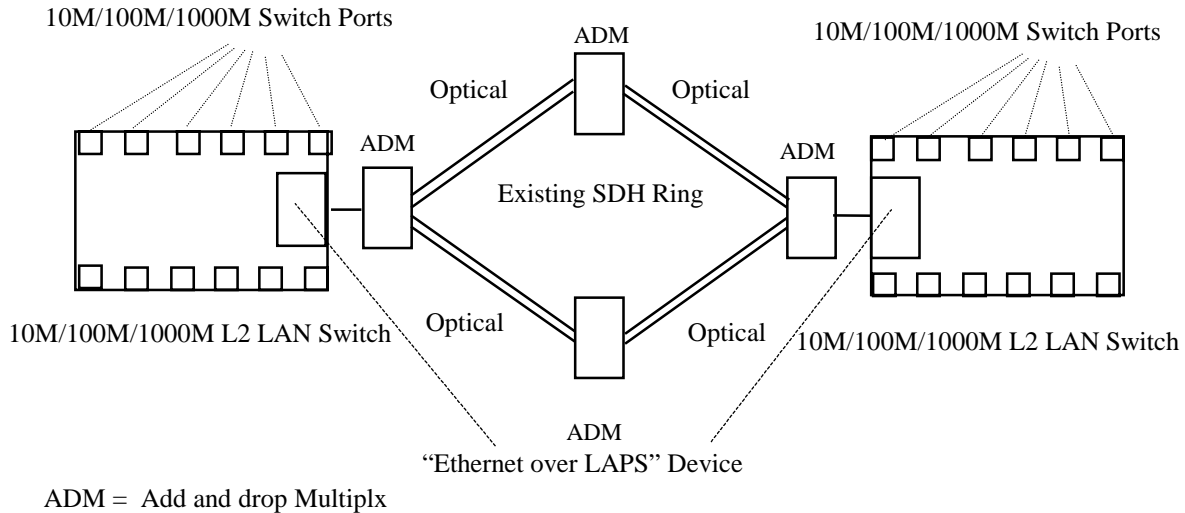 10M/100M/1000M Switch Ports
ADM
10M/100M/1000M Switch Ports
Optical
Optical
ADM
ADM
Existing SDH Ring
Optical
Optical
10M/100M/1000M L2 LAN Switch
10M/100M/1000M L2 LAN Switch
ADM
“Ethernet over LAPS” Device
ADM = Add and drop Multiplx